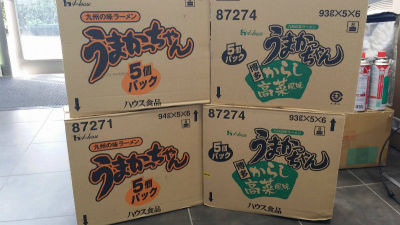 九州の味ラーメン
うまかっちゃん
5個
パック
ハウス食品
87274
93g×5×6
5個
パック
うまかっちゃん
博多
からし
高菜
風味
87271
94g×5×6
九州の味ラーメン
うまかっちゃん
5個
パック
ハウス食品
87274
93g×5×6
5個
パック
うまかっちゃん
博多
からし
高菜
風味
ハウス食品